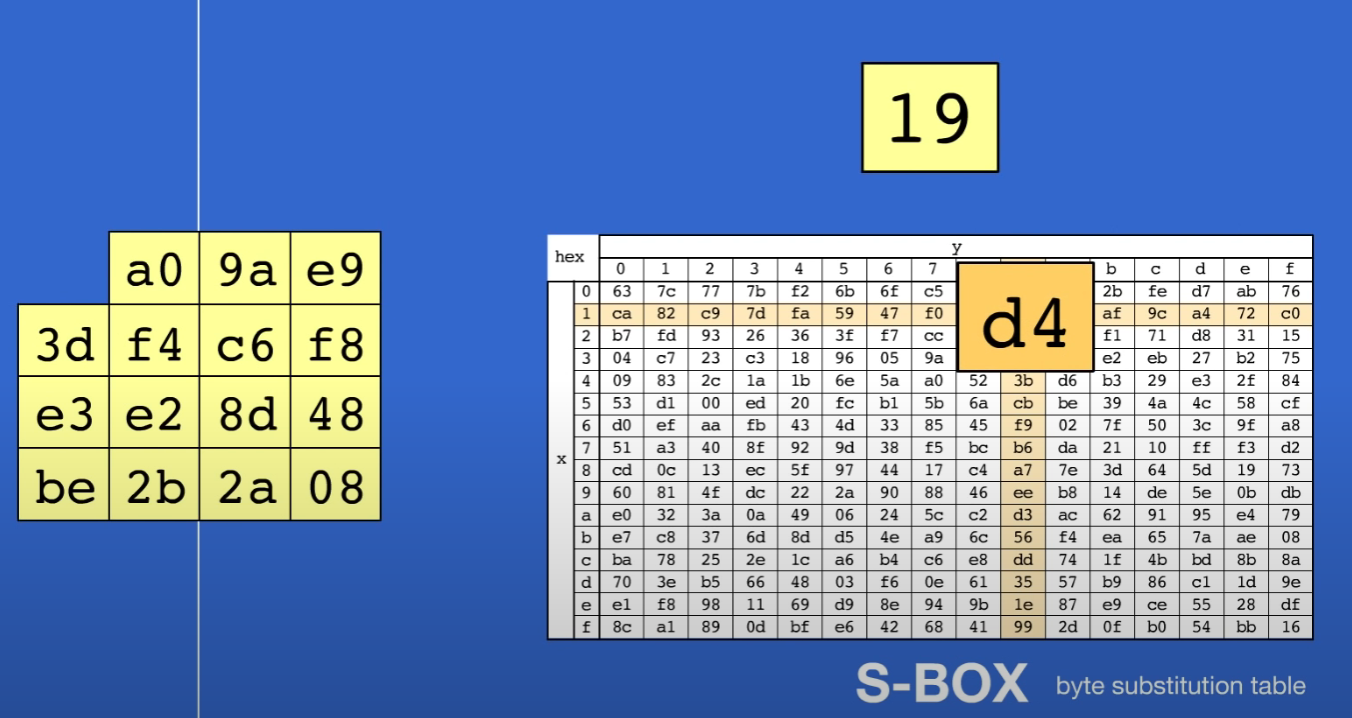 19
a0 9a e9
3d f4 c6 f8
e3 e2 8d 48
be 2b 2a 08
hex y
0 1 2 3 4 5 6 7 b c d e f
0 63 7c 77 7b f2 6b 6f c5 2b fe d7 ab 76
1 ca 82 c9 7d fa 59 47 f0 af 9c a4 72 c0
d4
2 b7 fd 93 26 36 3f f7 cc f1 71 d8 31 15
3 04 c7 23 c3 18 96 05 9a e2 eb 27 b2 75
4 09 83 2c 1a 1b 6e 5a a0 52 3b d6 b3 29 e3 2f 84
5 53 d1 00 ed 20 fc b1 5b 6a cb be 39 4a 4c 58 cf
6 d0 ef aa fb 43 4d 33 85 45 f9 02 7f 50 3c 9f a8
x 7 51 a3 40 8f 92 9d 38 f5 bc b6 da 21 10 ff f3 d2
8 cd 0c 13 ec 5f 97 44 17 c4 a7 7e 3d 64 5d 19 73
9 60 81 4f dc 22 2a 90 88 46 ee b8 14 de 5e 0b db
a e0 32 3a 0a 49 06 24 5c c2 d3 ac 62 91 95 e4 79
b e7 c8 37 6d 8d d5 4e a9 6c 56 f4 ea 65 7a ae 08
c ba 78 25 2e 1c a6 b4 c6 e8 dd 74 1f 4b bd 8b 8a
d 70 3e b5 66 48 03 f6 0e 61 35 57 b9 86 c1 1d 9e
e e1 f8 98 11 69 d9 8e 94 9b 1e 87 e9 ce 55 28 df
f 8c a1 89 0d bf e6 42 68 41 99 2d 0f b0 54 bb 16
S-BOX byte substitution table